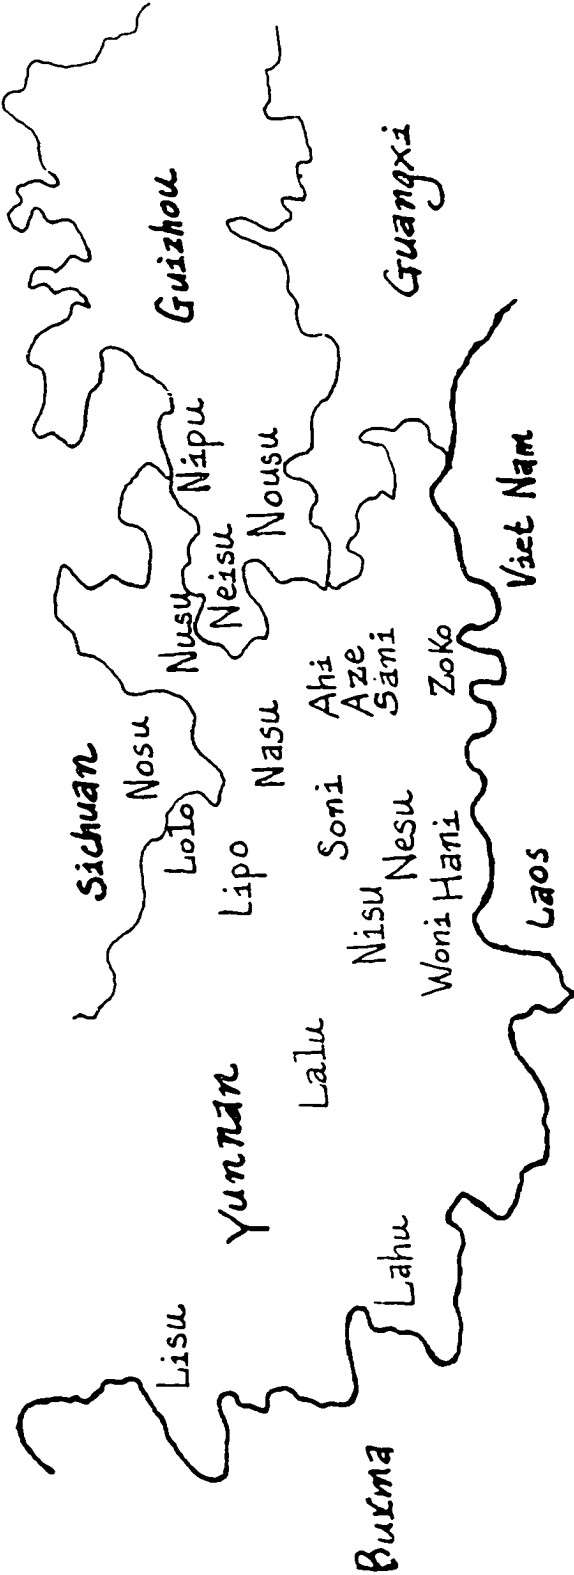 Sichuan
Nosu
Lisu
Lolo
Nusu
Nipu
Guizhou
Yunnan
Lipo
Neisu
Nasu
Nousu
Lalu
Soni
Ahi
Aze
Sani
Burma
Lahu
Nisu
Nesu
Guangxi
Woni
Hani
Zoko
Laos
Viet Nam